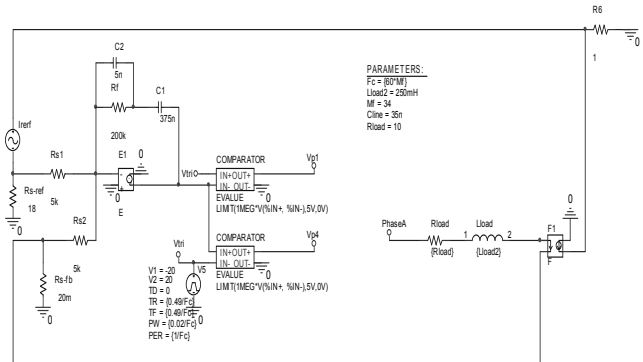 R6
0
1
C2
5n
Rf
C1
375n
200k
PARAMETERS:
Fc = {60*Mf}
Lload2 = 250mH
Mf = 34
Cline = 35n
Rload = 10
Irerf
Rs1
5k
E1
0
0
E
Rs-ref
18
0
Vtri
COMPARATOR
Vp1
IN+OUT+
IN- OUT-
0
EVALUE
LIMIT(1MEG*V(%IN+, %IN-),5V,0V)
Rs2
5k
COMPARATOR
Vp4
IN+OUT+
IN- OUT-
0
EVALUE
LIMIT(1MEG*V(%IN+, %IN-),5V,0V)
Vtri
V5
V1 = -20
V2 = 20
TD = 0
TR = {0.49/Fc}
TF = {0.49/Fc}
PW = {0.02/Fc}
PER = {1/Fc}
0
Rs-fb
20m
0
PhaseA
Rload
{Rload}
Lload
1 2
{Lload2}
F1
F
0